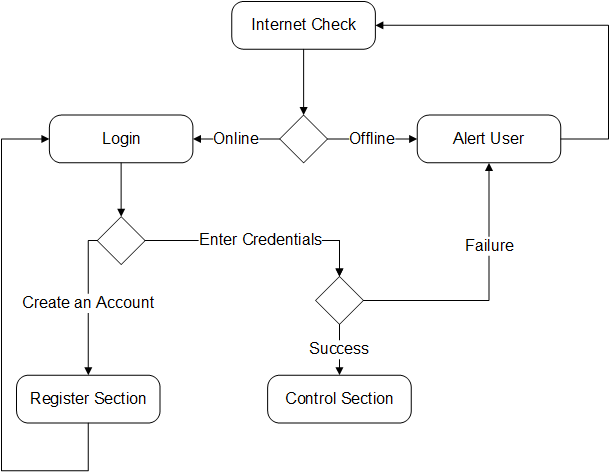 Internet Check
Login
Online
Offline
Alert User
Enter Credentials
Failure
Create an Account
Success
Register Section
Control Section